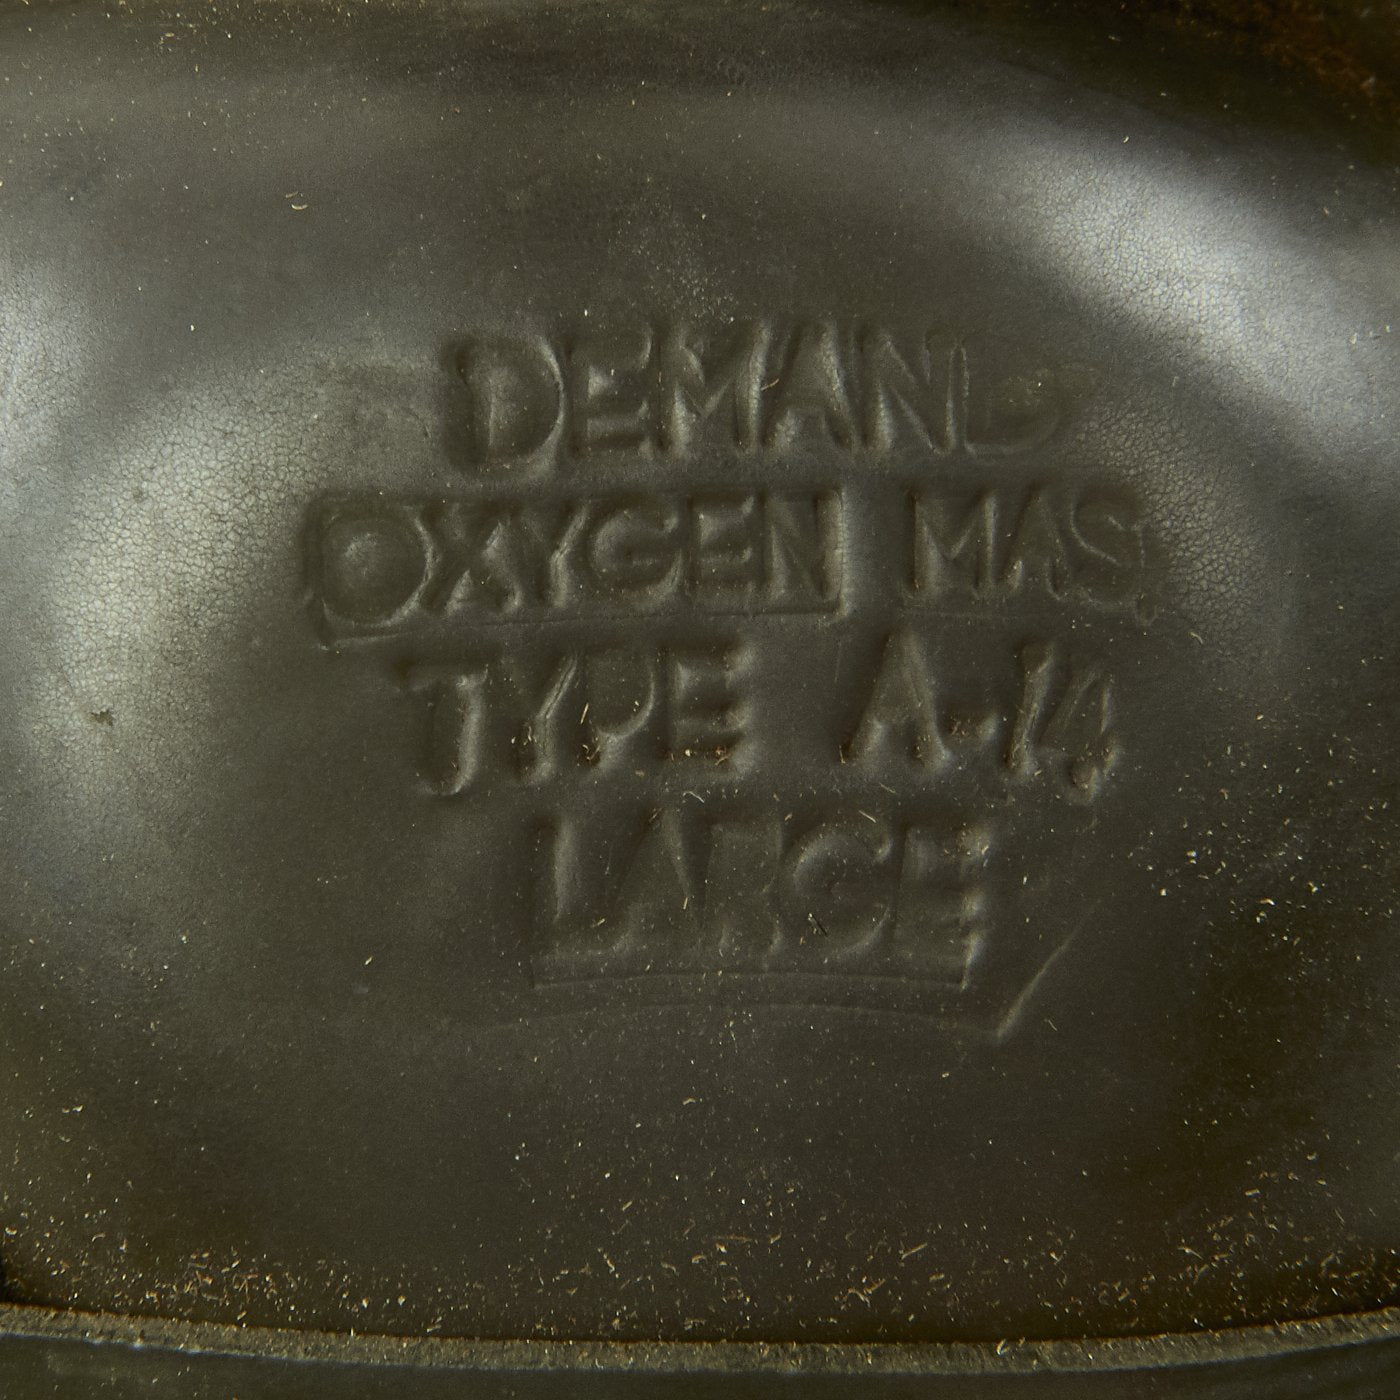 DEMAND
OXYGEN MAS
TYPE A-14
LARGE